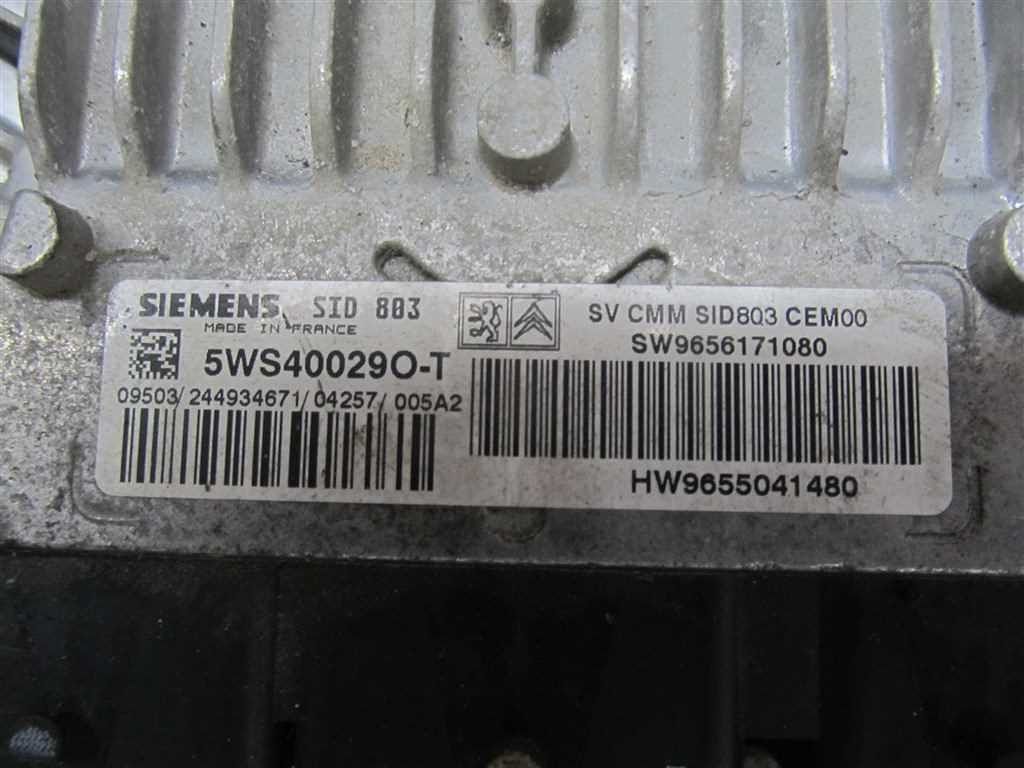 SIEMENS SID 803
MADE IN FRANCE
5WS40029O-T
09503/244934671/04257/005A2
SV CMM SID803 CEM00
SW9656171080
HW9655041480